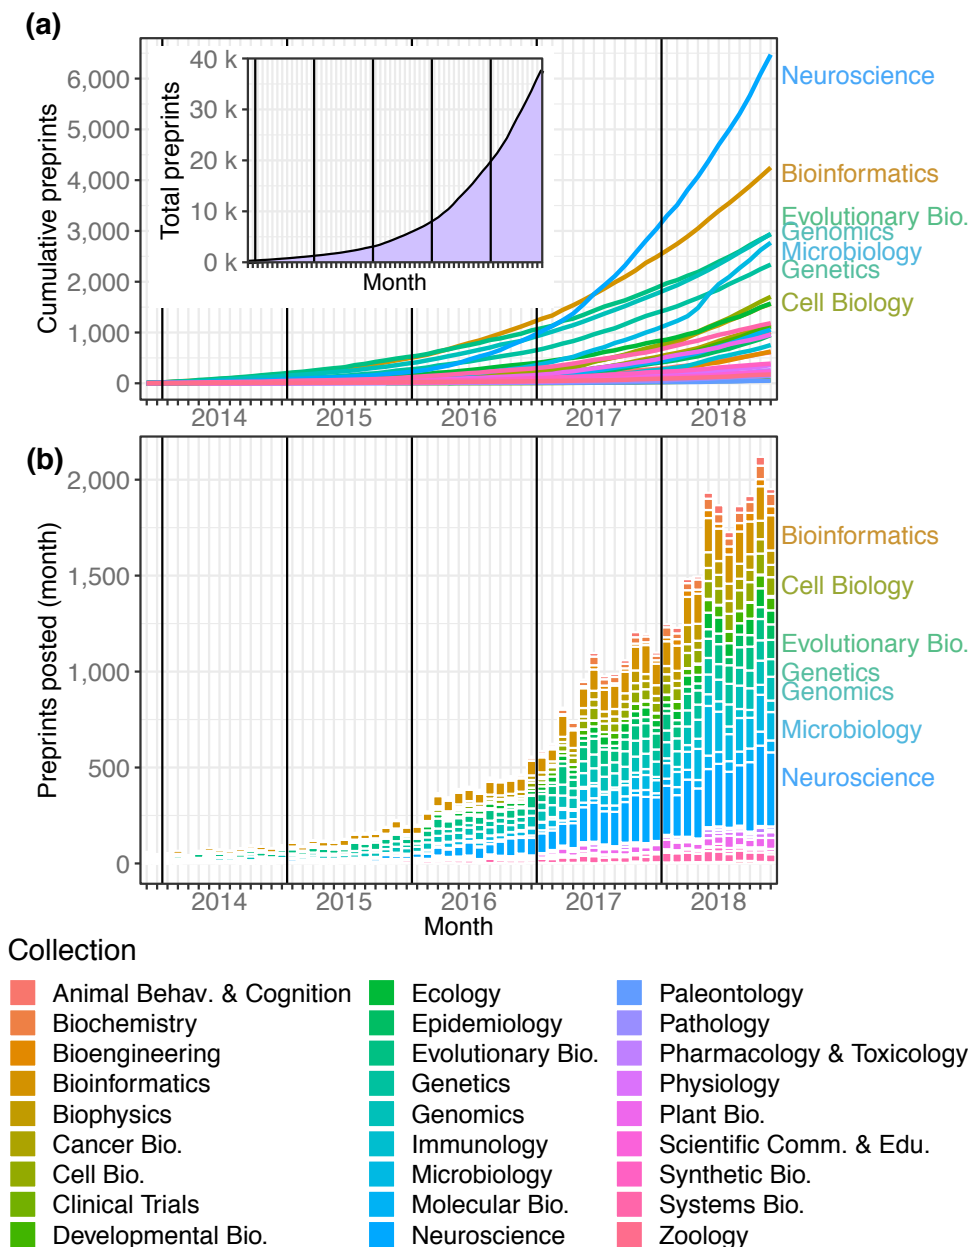 (a)
Cumulative preprints
6,000
5,000
4,000
3,000
2,000
1,000
0
Total preprints
40 k
30 k
20 k
10 k
0 k
Month
Neuroscience
Bioinformatics
Evolutionary Bio.
Genomics
Microbiology
Genetics
Cell Biology
2014 2015 2016 2017 2018
(b)
Preprints posted (month)
2,000
1,500
1,000
500
0
Bioinformatics
Cell Biology
Evolutionary Bio.
Genetics
Genomics
Microbiology
Neuroscience
2014 2015 2016 2017 2018
Month
Collection
Animal Behav. & Cognition
Biochemistry
Bioengineering
Bioinformatics
Biophysics
Cancer Bio.
Cell Bio.
Clinical Trials
Developmental Bio.
Ecology
Epidemiology
Evolutionary Bio.
Genetics
Genomics
Immunology
Microbiology
Molecular Bio.
Neuroscience
Paleontology
Pathology
Pharmacology & Toxicology
Physiology
Plant Bio.
Scientific Comm. & Edu.
Synthetic Bio.
Systems Bio.
Zoology